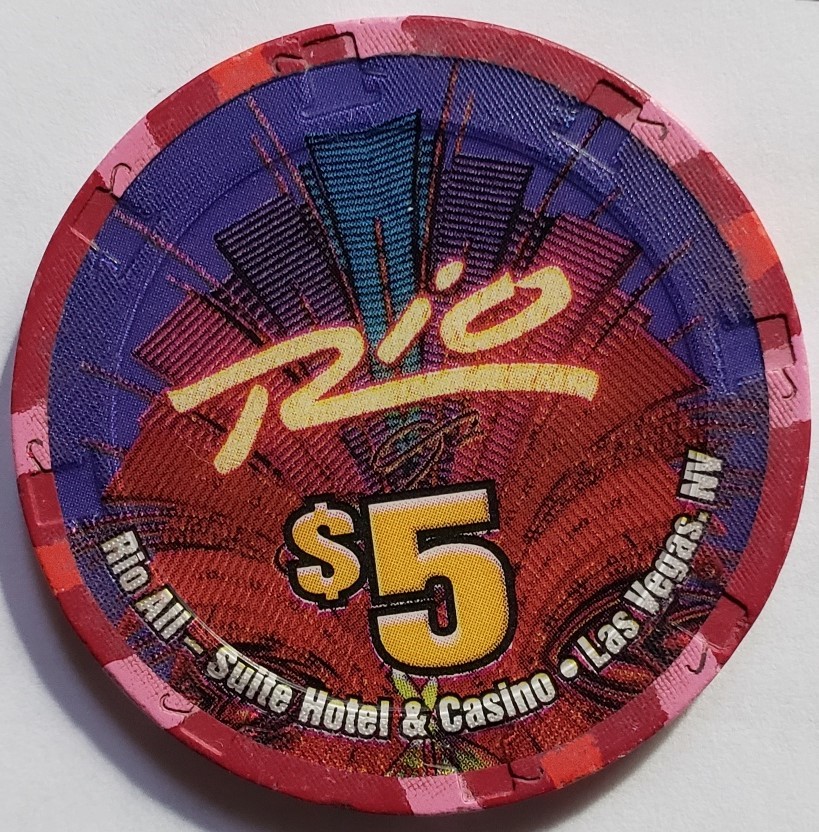 Rio
$5
Rio All-Suite Hotel & Casino • Las Vegas, NV